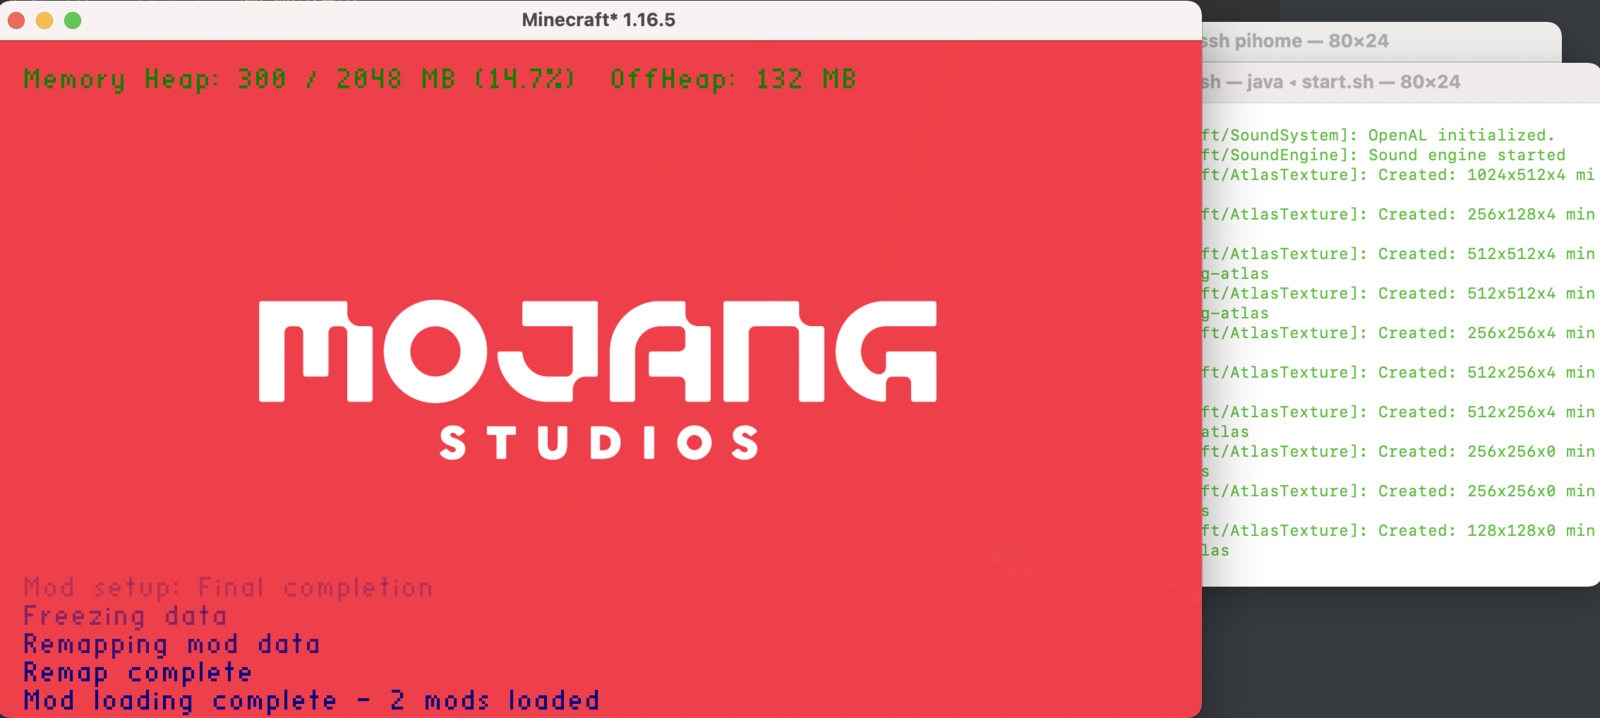 Minecraft* 1.16.5
Memory Heap: 300 / 2048 MB (14.7%) OffHeap: 132 MB
MOJANG
STUDIOS
Mod setup: Final completion
Freezing data
Remapping mod data
Remap complete
Mod loading complete - 2 mods loaded
ssh pihome — 80×24
sh — java ◂ start.sh — 80×24
ft/SoundSystem]: OpenAL initialized.
ft/SoundEngine]: Sound engine started
ft/AtlasTexture]: Created: 1024x512x4 mi
ft/AtlasTexture]: Created: 256x128x4 min
ft/AtlasTexture]: Created: 512x512x4 min
g-atlas
ft/AtlasTexture]: Created: 512x512x4 min
g-atlas
ft/AtlasTexture]: Created: 256x256x4 min
ft/AtlasTexture]: Created: 512x256x4 min
ft/AtlasTexture]: Created: 512x256x4 min
atlas
ft/AtlasTexture]: Created: 256x256x0 min
s
ft/AtlasTexture]: Created: 256x256x0 min
s
ft/AtlasTexture]: Created: 128x128x0 min
las